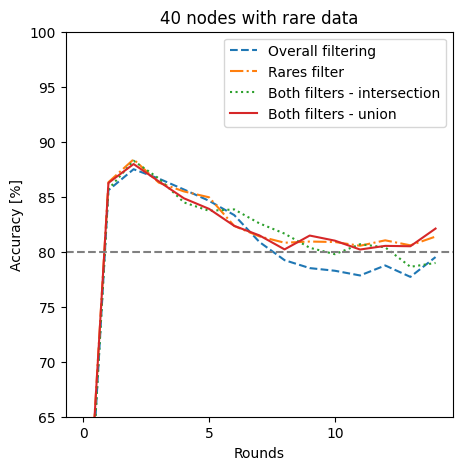 40 nodes with rare data
Overall filtering
Rares filter
Both filters - intersection
Both filters - union
Accuracy [%]
100
95
90
85
80
75
70
65
0 5 10
Rounds